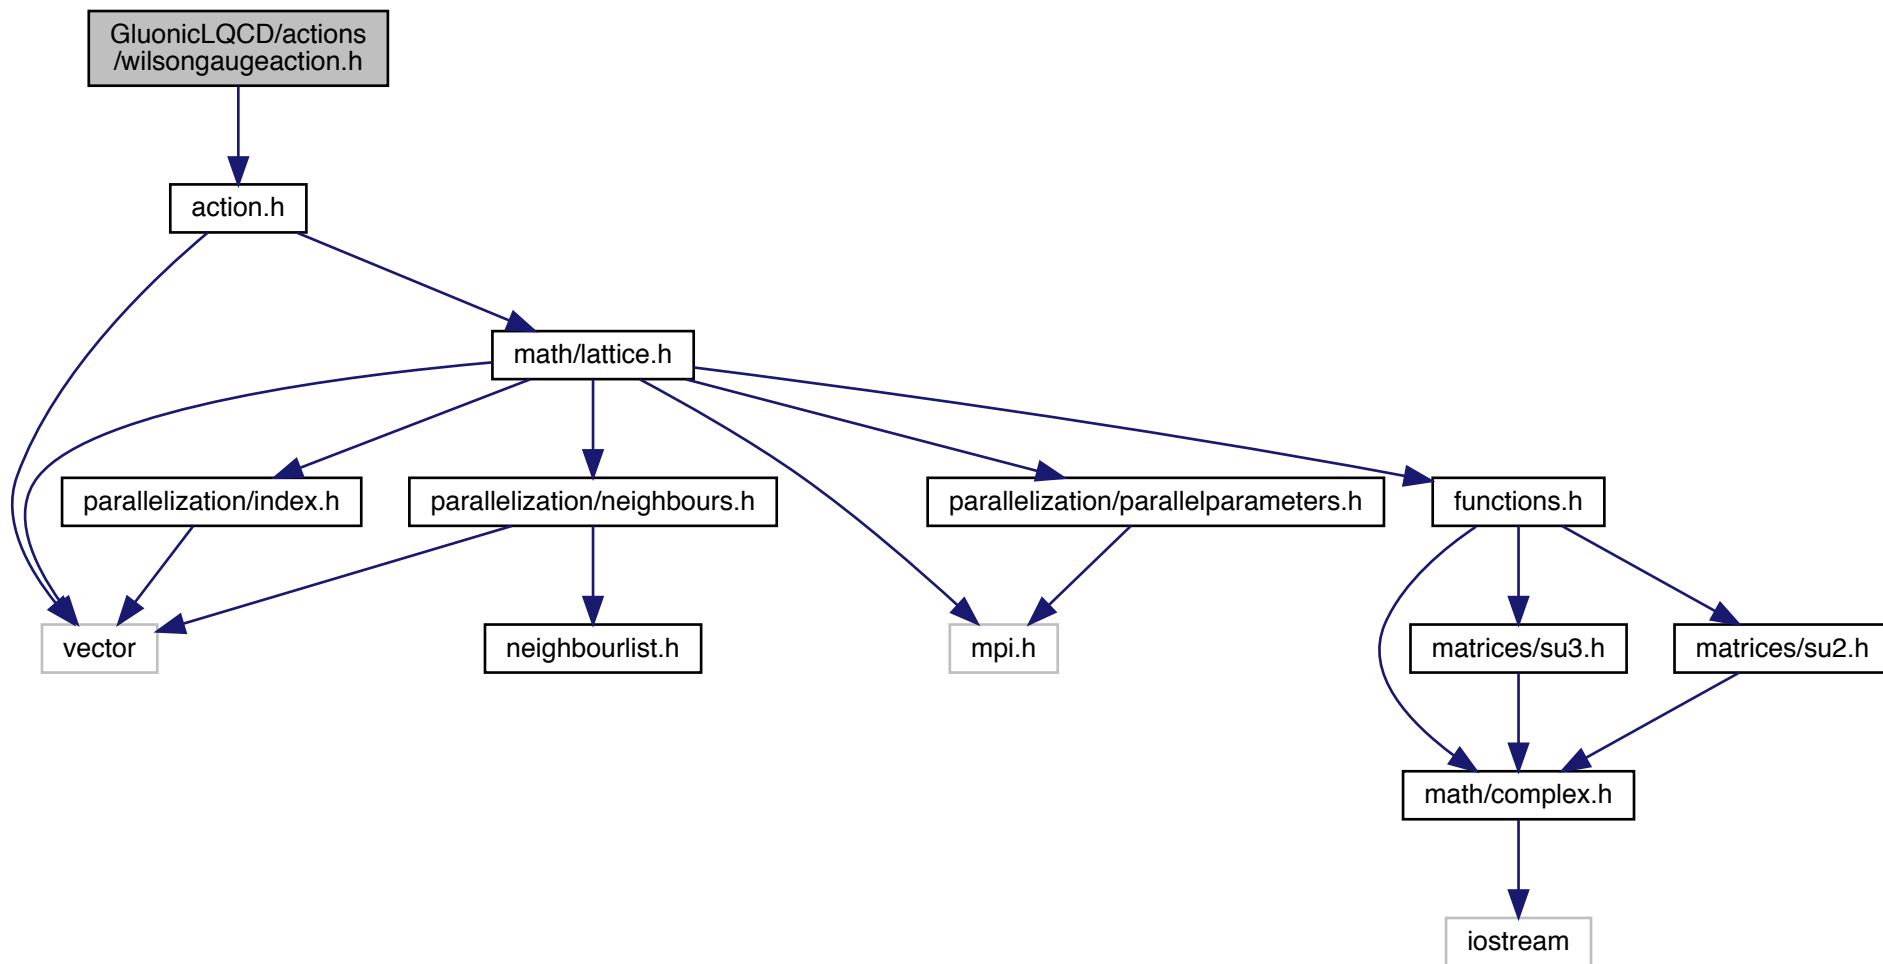 GluonicLQCD/actions
/wilsongaugeaction.h
action.h
math/lattice.h
parallelization/index.h
parallelization/neighbours.h
parallelization/parallelparameters.h
functions.h
vector
neighbourlist.h
mpi.h
matrices/su3.h
matrices/su2.h
math/complex.h
iostream